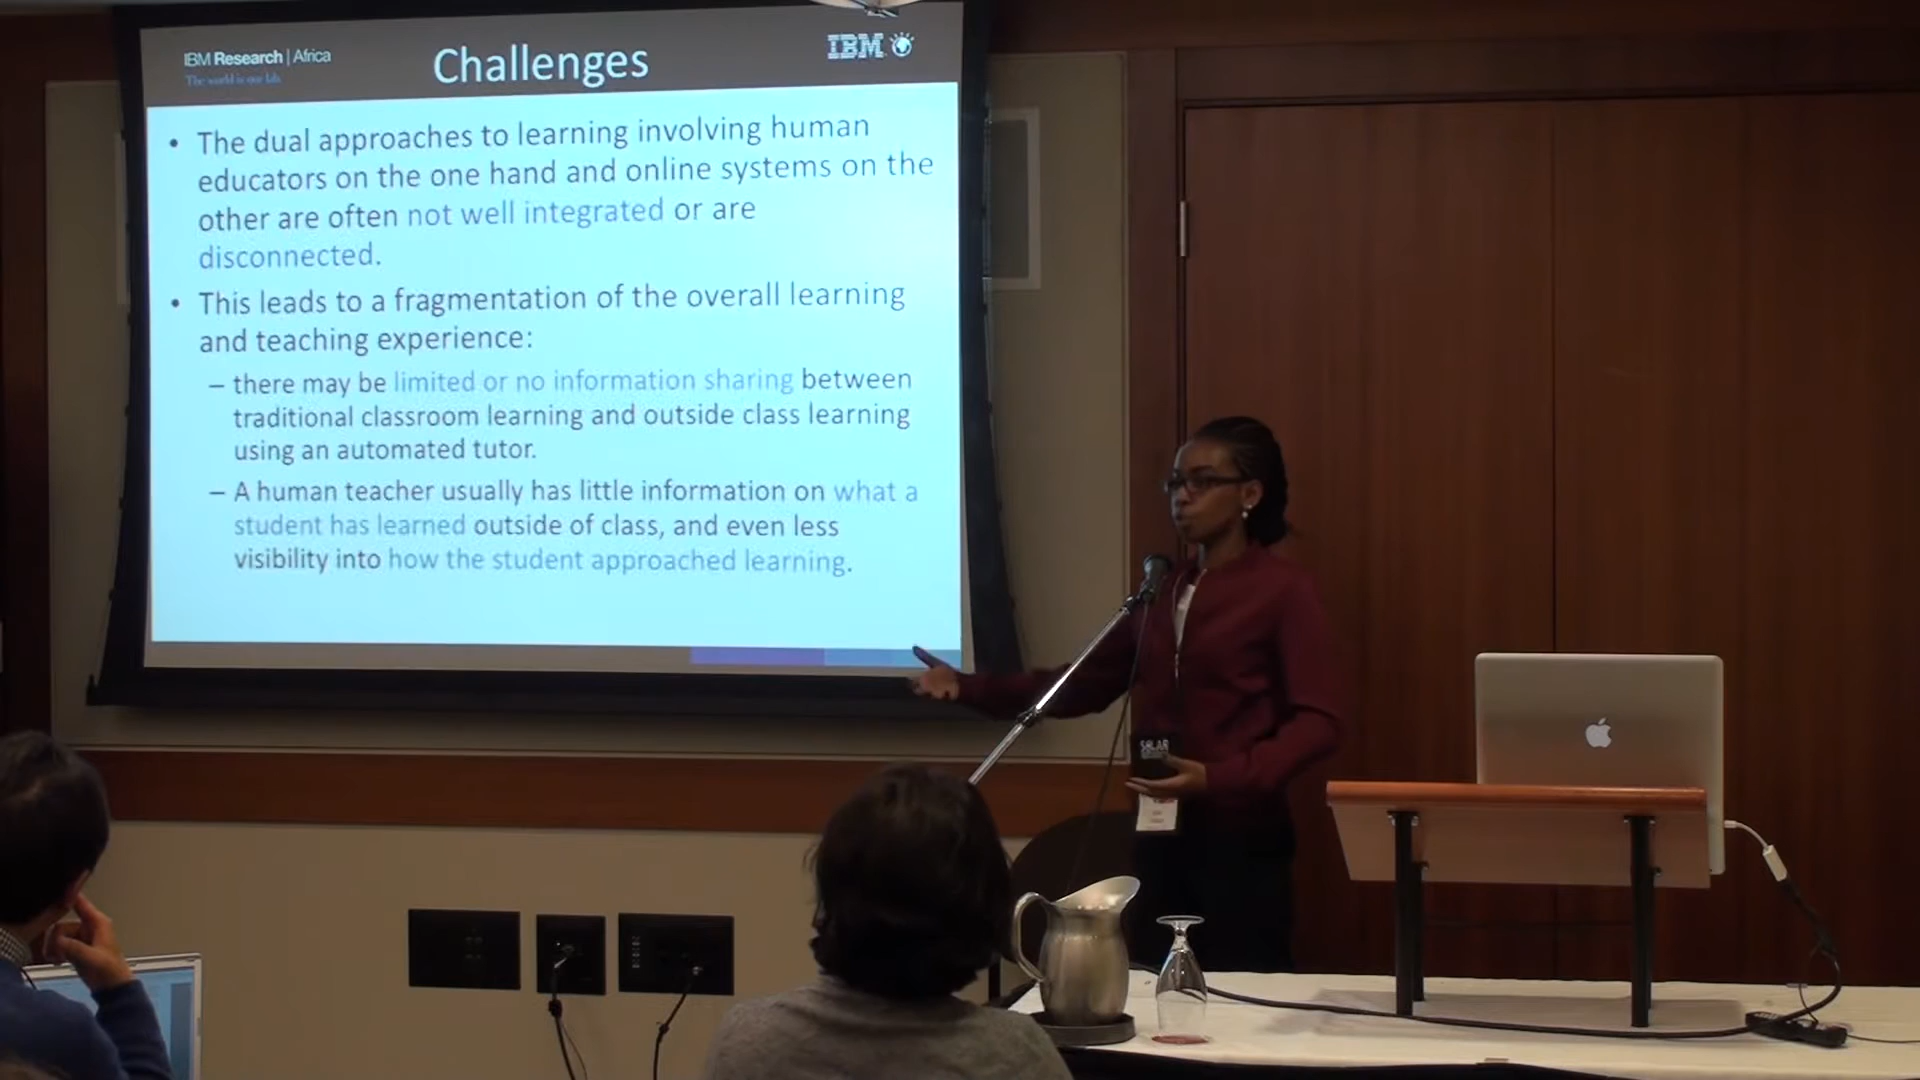 IBM Research | Africa
The world is our lab
Challenges
IBM
• The dual approaches to learning involving human
educators on the one hand and online systems on the
other are often not well integrated or are
disconnected.
• This leads to a fragmentation of the overall learning
and teaching experience:
– there may be limited or no information sharing between
traditional classroom learning and outside class learning
using an automated tutor.
– A human teacher usually has little information on what a
student has learned outside of class, and even less
visibility into how the student approached learning.
SOLAR